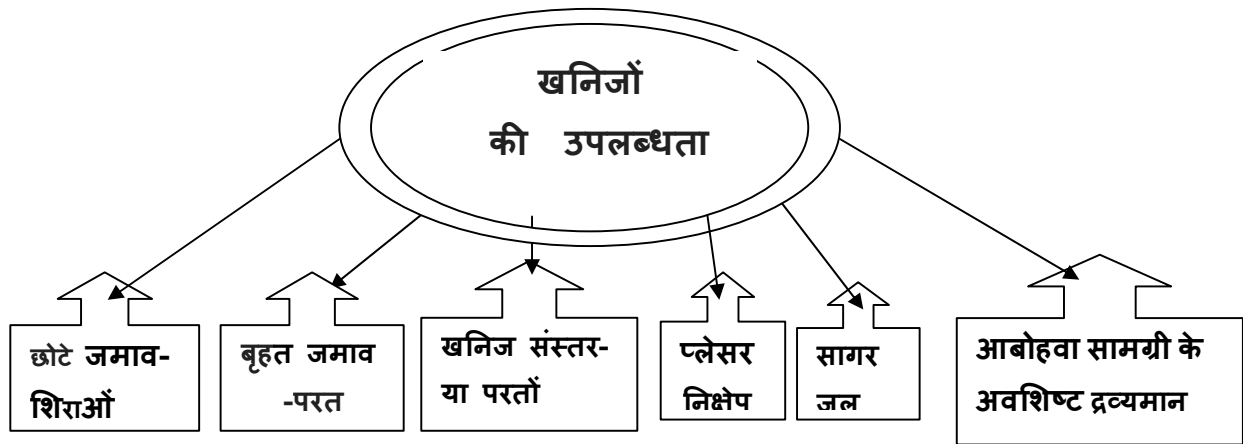 खनिजों
की उपलब्धता
छोटे जमाव-
शिराओं
बृहत जमाव
-परत
खनिज संस्तर-
या परतों
प्लेसर
निक्षेप
सागर
जल
आबोहवा सामग्री के
अवशिष्ट द्रव्यमान